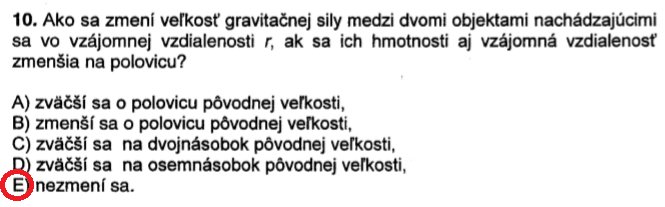 10. Ako sa zmení veľkosť gravitačnej sily medzi dvomi objektami nachádzajúcimi
sa vo vzájomnej vzdialenosti r, ak sa ich hmotnosti aj vzájomná vzdialenosť
zmenšia na polovicu?
A) zväčší sa o polovicu pôvodnej veľkosti,
B) zmenší sa o polovicu pôvodnej veľkosti,
C) zväčší sa na dvojnásobok pôvodnej veľkosti,
D) zväčší sa na osemnásobok pôvodnej veľkosti,
E) nezmení sa.